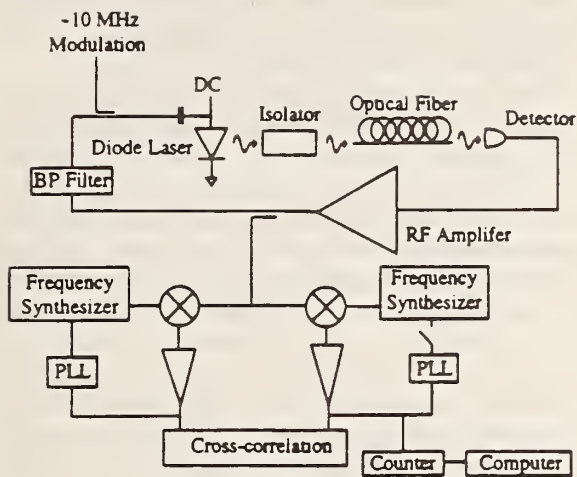 ~10 MHz
Modulation
DC
Isolator
Optical Fiber
Detector
Diode Laser
BP Filter
RF Amplifer
Frequency
Synthesizer
Frequency
Synthesizer
PLL
PLL
Cross-correlation
Counter
Computer